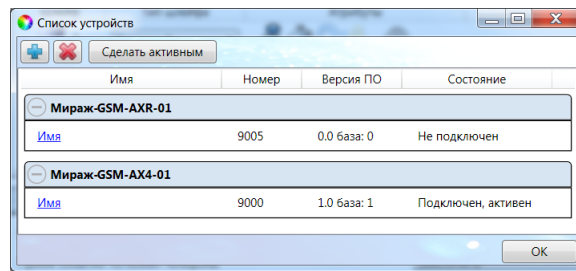 Список устройств
Сделать активным
Имя Номер Версия ПО Состояние
Мираж-GSM-AXR-01
Имя 9005 0.0 база: 0 Не подключен
Мираж-GSM-AX4-01
Имя 9000 1.0 база: 1 Подключен, активен
OK